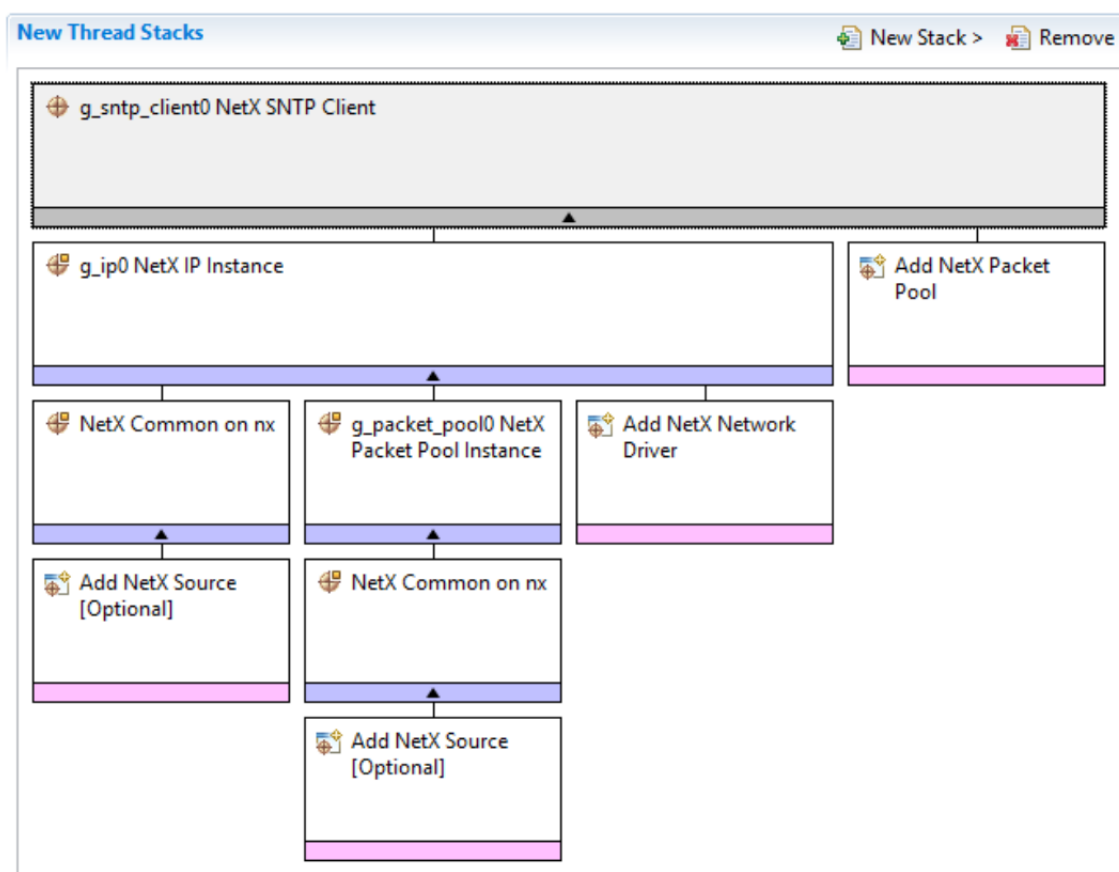 New Thread Stacks
New Stack >
Remove
g_sntp_client0 NetX SNTP Client
g_ip0 NetX IP Instance
Add NetX Packet
Pool
NetX Common on nx
g_packet_pool0 NetX
Packet Pool Instance
Add NetX Network
Driver
Add NetX Source
[Optional]
NetX Common on nx
Add NetX Source
[Optional]